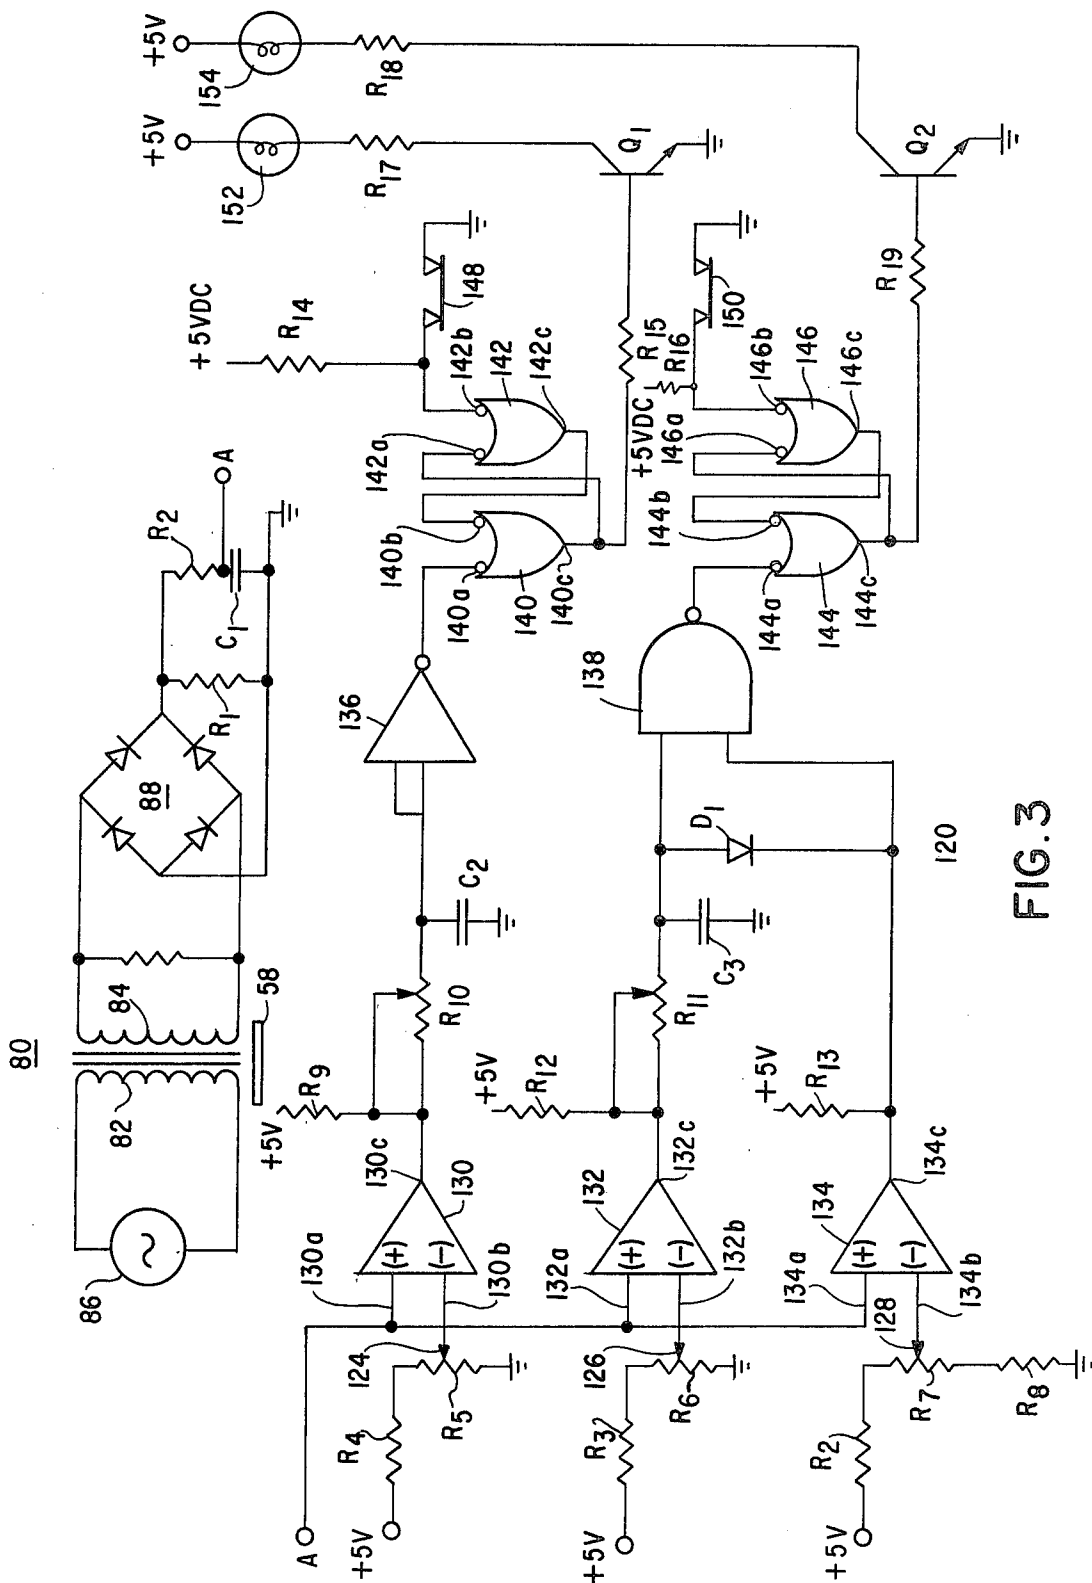 80
86
82
84
58
88
R1
R2
C1
A
A
+5V
R4
124
R5
130a
(+)
(-)
130b
130
130c
+5V
R9
R10
C2
136
140a
140b
140
140c
142a
142b
142
142c
+5VDC
R14
148
R15
Q1
R17
152
+5V
154
+5V
R18
+5V
R3
126
R6
132a
(+)
(-)
132b
132
132c
+5V
R12
R11
C3
D1
138
144a
144b
144
144c
+5VDC
R16
146a
146b
146
146c
150
R19
Q2
+5V
R2
128
R7
R8
134a
(+)
(-)
134b
134
134c
+5V
R13
120
FIG.3